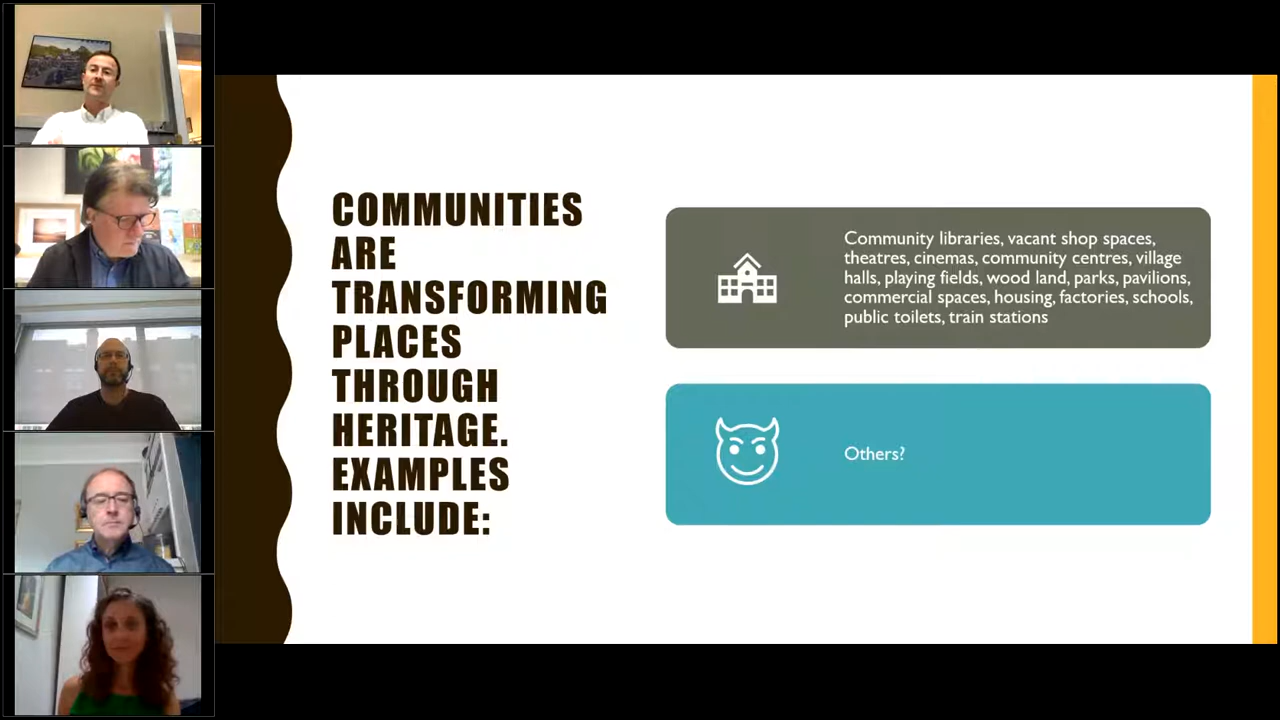 COMMUNITIES
ARE
TRANSFORMING
PLACES
THROUGH
HERITAGE.
EXAMPLES
INCLUDE:
Community libraries, vacant shop spaces,
theatres, cinemas, community centres, village
halls, playing fields, wood land, parks, pavilions,
commercial spaces, housing, factories, schools,
public toilets, train stations
Others?